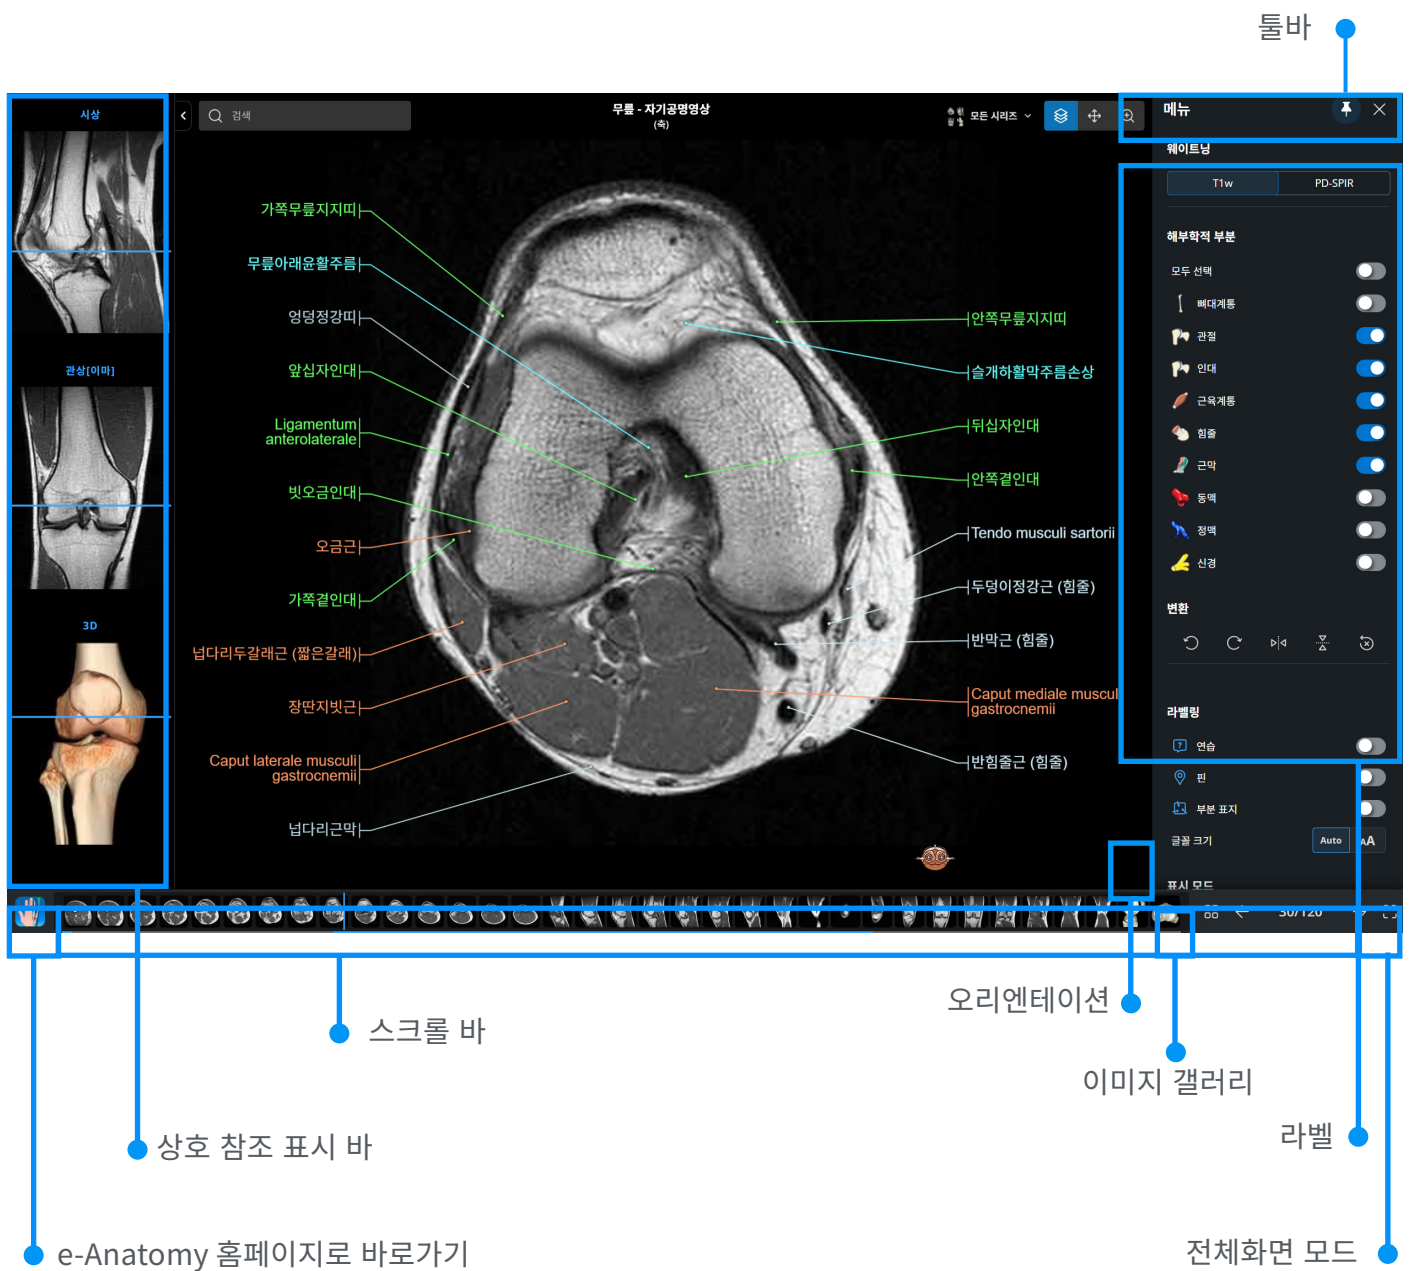 툴바
시상
검색
무릎 - 자기공명영상
(축)
모든 시리즈
메뉴
웨이트닝
T1w
PD-SPIR
해부학적 부분
모두 선택
뼈대계통
관절
인대
근육계통
힘줄
근막
동맥
정맥
신경
변환
라벨링
연습
핀
부분 표지
글꼴 크기
Auto
AA
표시 모드
관상[이마]
3D
가쪽무릎지지띠
무릎아래윤활주름
엉덩정강띠
앞십자인대
Ligamentum
anterolaterale
빗오금인대
오금근
가쪽곁인대
넙다리두갈래근 (짧은갈래)
장딴지빗근
Caput laterale musculi
gastrocnemii
넙다리근막
안쪽무릎지지띠
슬개하활막주름손상
뒤십자인대
안쪽곁인대
Tendo musculi sartorii
두덩이정강근 (힘줄)
반막근 (힘줄)
Caput mediale muscul
gastrocnemii
반힘줄근 (힘줄)
30/120
오리엔테이션
스크롤 바
이미지 갤러리
라벨
상호 참조 표시 바
e-Anatomy 홈페이지로 바로가기
전체화면 모드